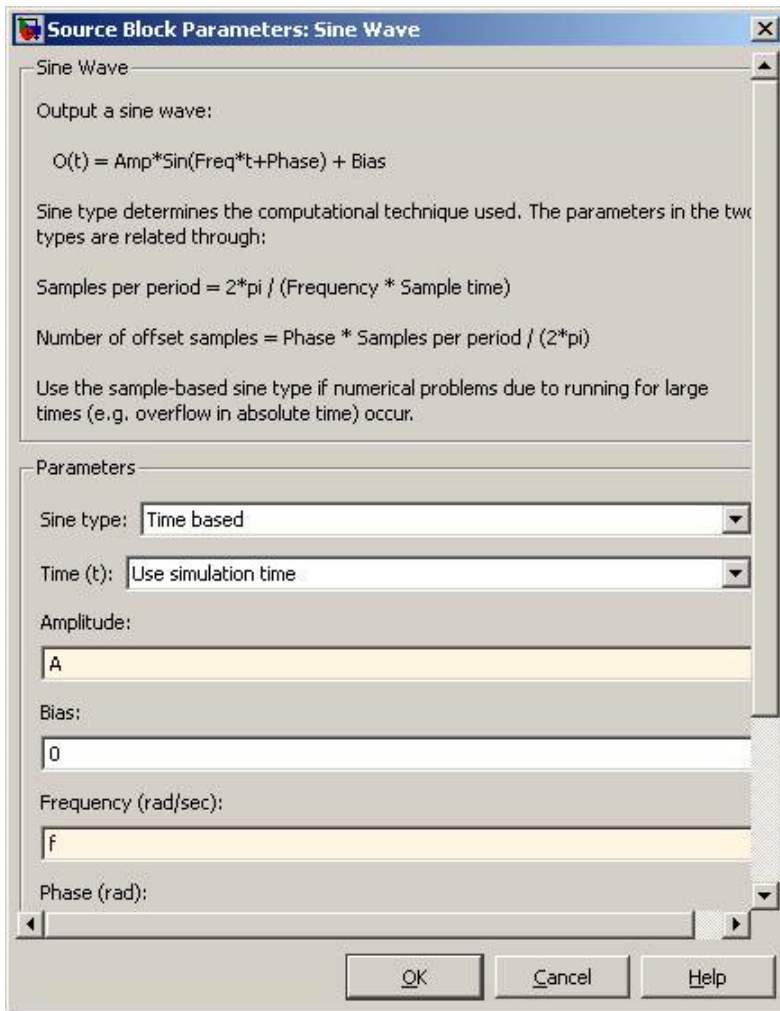 Source Block Parameters: Sine Wave
Sine Wave
Output a sine wave:
O(t) = Amp*Sin(Freq*t+Phase) + Bias
Sine type determines the computational technique used. The parameters in the two
types are related through:
Samples per period = 2*pi / (Frequency * Sample time)
Number of offset samples = Phase * Samples per period / (2*pi)
Use the sample-based sine type if numerical problems due to running for large
times (e.g. overflow in absolute time) occur.
Parameters
Sine type: Time based
Time (t): Use simulation time
Amplitude:
A
Bias:
0
Frequency (rad/sec):
f
Phase (rad):
OK Cancel Help